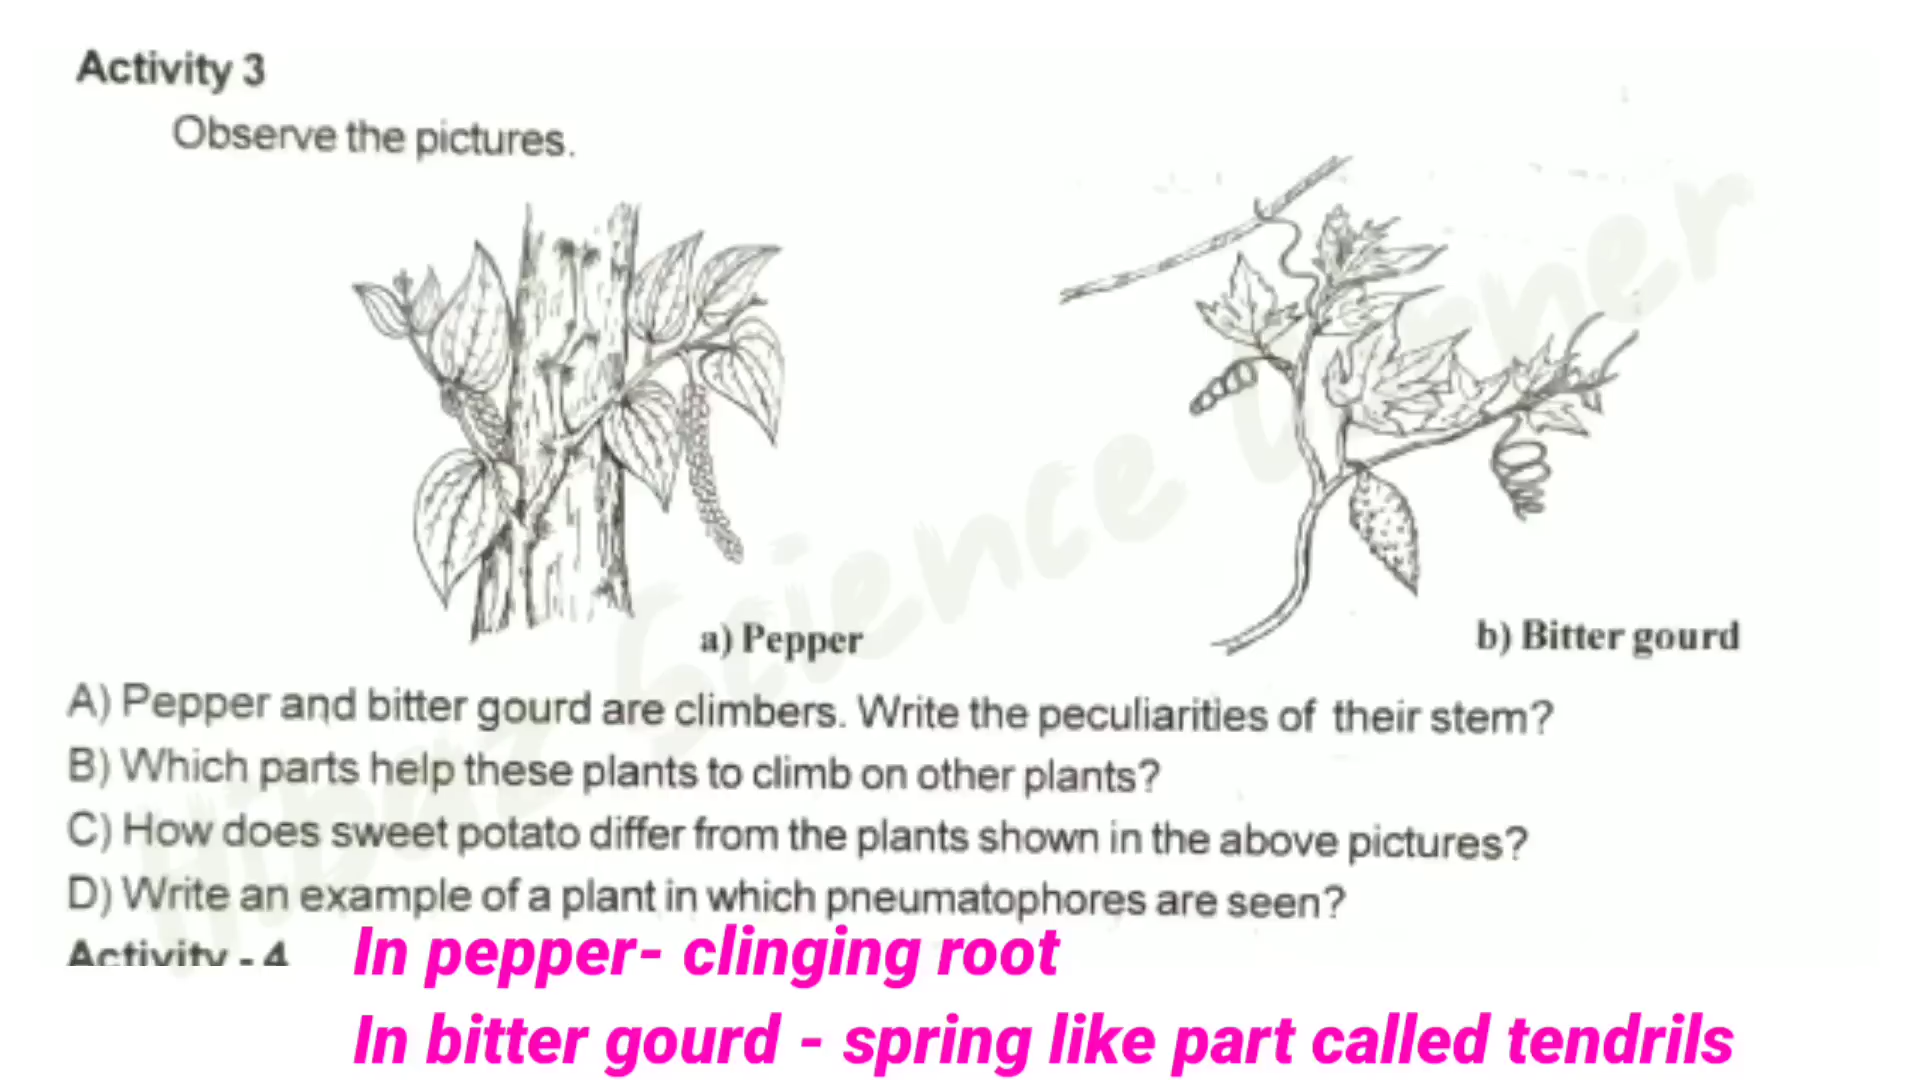 Activity 3
Observe the pictures.
a) Pepper
b) Bitter gourd
A) Pepper and bitter gourd are climbers. Write the peculiarities of their stem?
B) Which parts help these plants to climb on other plants?
C) How does sweet potato differ from the plants shown in the above pictures?
D) Write an example of a plant in which pneumatophores are seen?
Activity - 4
In pepper- clinging root
In bitter gourd - spring like part called tendrils